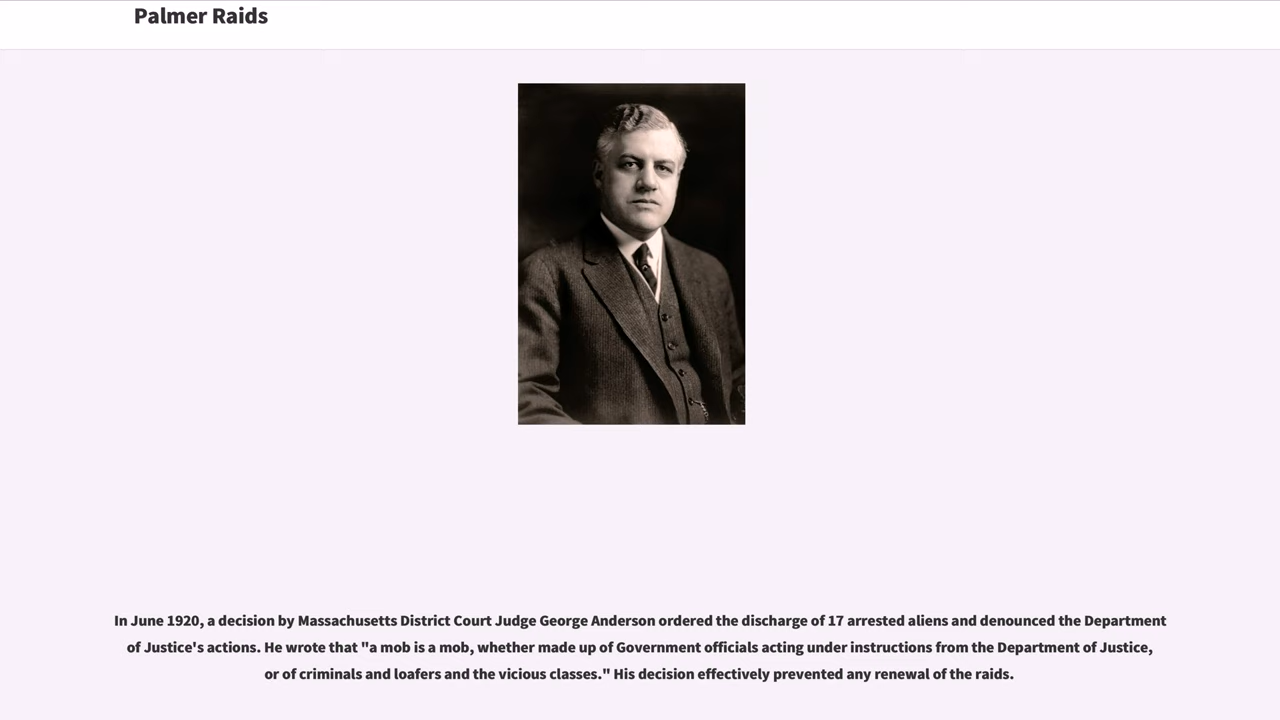 Palmer Raids
In June 1920, a decision by Massachusetts District Court Judge George Anderson ordered the discharge of 17 arrested aliens and denounced the Department
of Justice's actions. He wrote that "a mob is a mob, whether made up of Government officials acting under instructions from the Department of Justice,
or of criminals and loafers and the vicious classes." His decision effectively prevented any renewal of the raids.